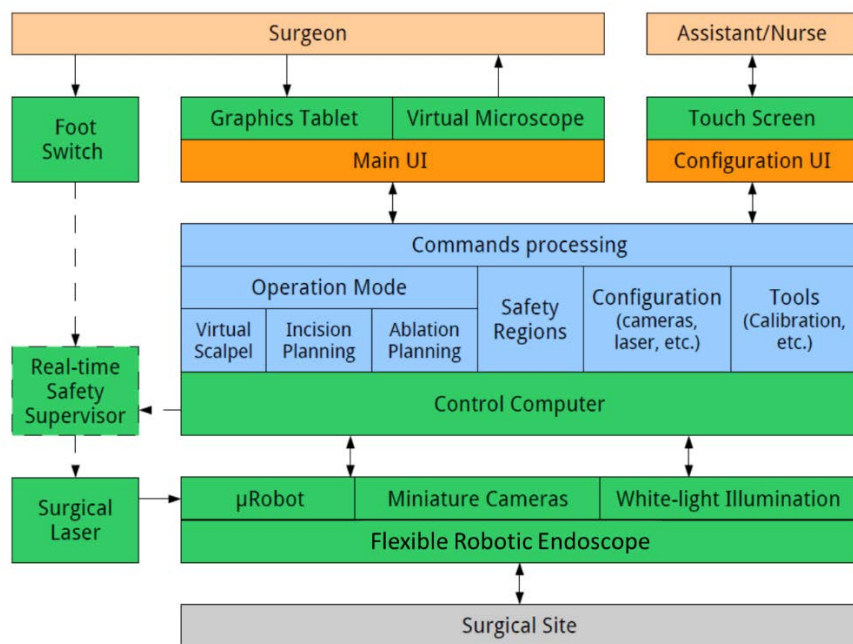 Surgeon
Assistant/Nurse
Foot
Switch
Graphics Tablet
Virtual Microscope
Touch Screen
Main UI
Configuration UI
Commands processing
Operation Mode
Safety
Regions
Configuration
(cameras,
laser, etc.)
Tools
(Calibration,
etc.)
Virtual
Scalpel
Incision
Planning
Ablation
Planning
Real-time
Safety
Supervisor
Control Computer
Surgical
Laser
µRobot
Miniature Cameras
White-light Illumination
Flexible Robotic Endoscope
Surgical Site